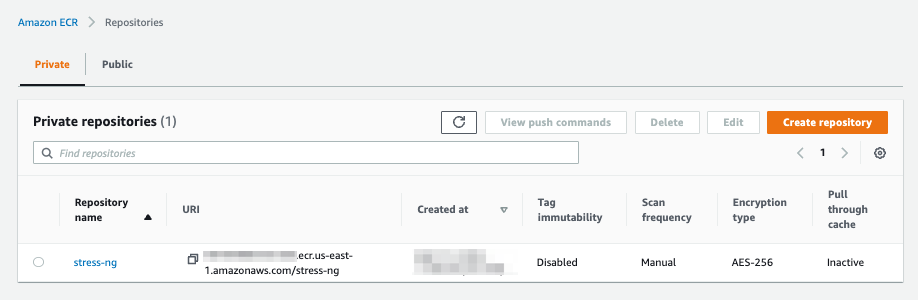 Amazon ECR > Repositories
Private Public
Private repositories (1)
View push commands Delete Edit Create repository
Find repositories
1
Repository name URI Created at Tag immutability Scan frequency Encryption type Pull through cache
stress-ng .ecr.us-east-1.amazonaws.com/stress-ng Disabled Manual AES-256 Inactive